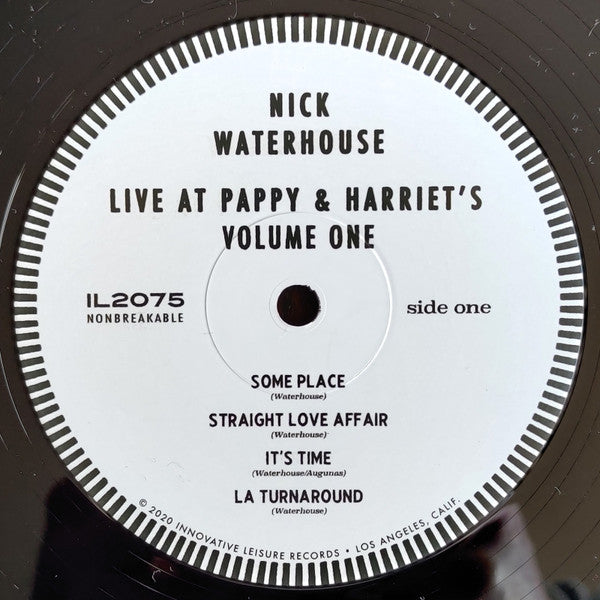 NICK
WATERHOUSE
LIVE AT PAPPY & HARRIET'S
VOLUME ONE
IL2075
NONBREAKABLE
side one
SOME PLACE
(Waterhouse)
STRAIGHT LOVE AFFAIR
(Waterhouse)
IT'S TIME
(Waterhouse/Augunas)
LA TURNAROUND
(Waterhouse)
© 2020 INNOVATIVE LEISURE RECORDS • LOS ANGELES, CALIF.